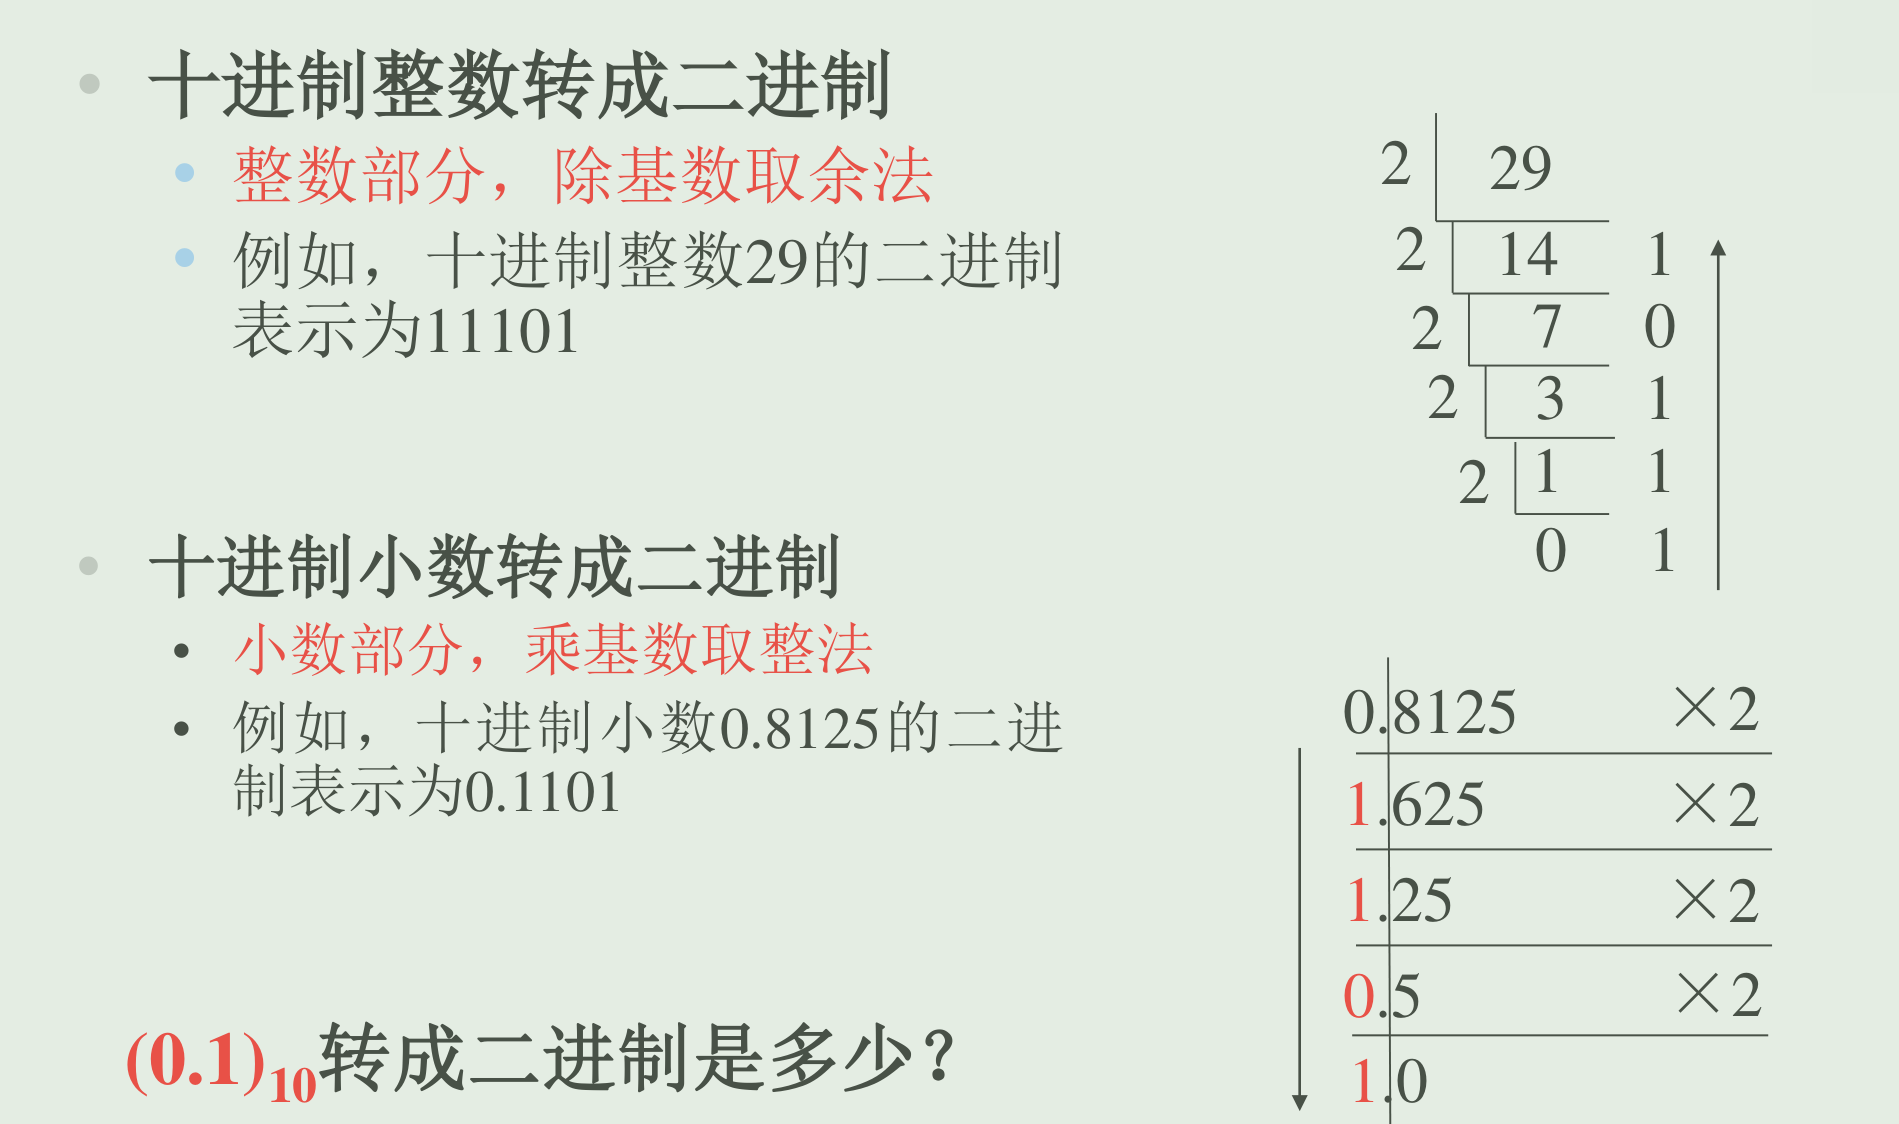 十进制整数转成二进制
整数部分，除基数取余法
例如，十进制整数29的二进制
表示为11101
2 29
2 14 1
2 7 0
2 3 1
2 1 1
0 1
十进制小数转成二进制
小数部分，乘基数取整法
例如，十进制小数0.8125的二进
制表示为0.1101
0.8125 ×2
1.625 ×2
1.25 ×2
0.5 ×2
1.0
(0.1)10转成二进制是多少？